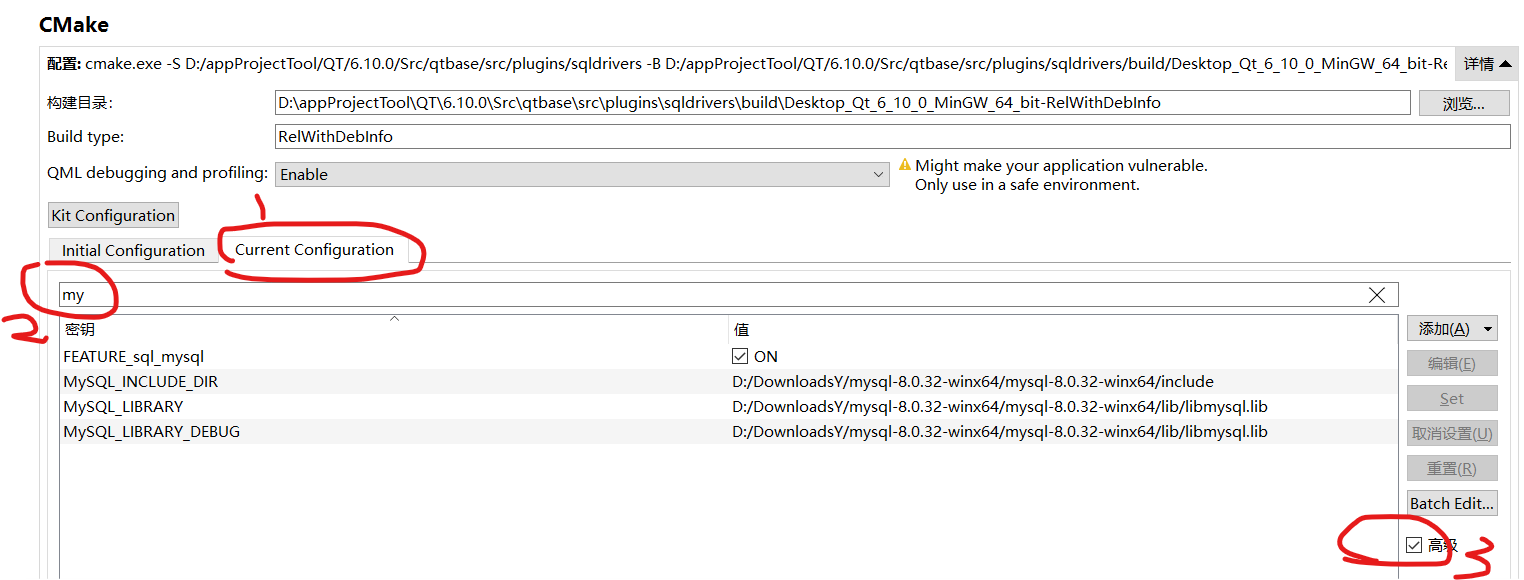 CMake
配置: cmake.exe -S D:/appProjectTool/QT/6.10.0/Src/qtbase/src/plugins/sqldrivers -B D:/appProjectTool/QT/6.10.0/Src/qtbase/src/plugins/sqldrivers/build/Desktop_Qt_6_10_0_MinGW_64_bit-Re 详情
构建目录: D:\appProjectTool\QT\6.10.0\Src\qtbase\src\plugins\sqldrivers\build\Desktop_Qt_6_10_0_MinGW_64_bit-RelWithDebInfo 浏览...
Build type: RelWithDebInfo
QML debugging and profiling: Enable Might make your application vulnerable.
Only use in a safe environment.
1
Kit Configuration
Initial Configuration Current Configuration
my
2
密钥 值 添加(A)
FEATURE_sql_mysql ON 编辑(E)
MySQL_INCLUDE_DIR D:/DownloadsY/mysql-8.0.32-winx64/mysql-8.0.32-winx64/include
MySQL_LIBRARY D:/DownloadsY/mysql-8.0.32-winx64/mysql-8.0.32-winx64/lib/libmysql.lib Set
MySQL_LIBRARY_DEBUG D:/DownloadsY/mysql-8.0.32-winx64/mysql-8.0.32-winx64/lib/libmysql.lib 取消设置(U)
重置(R)
Batch Edit...
高级 3